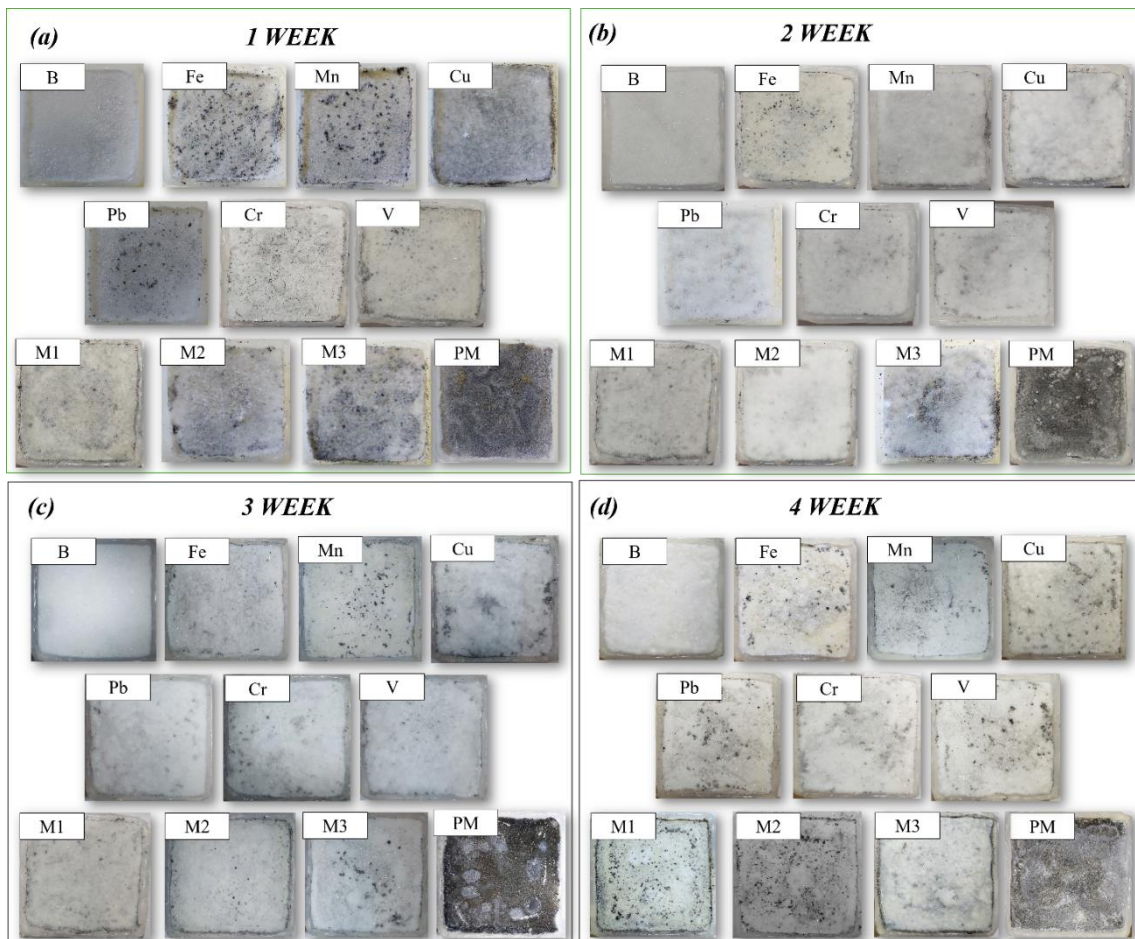 (a) 1 WEEK
B Fe Mn Cu
Pb Cr V
M1 M2 M3 PM
(b) 2 WEEK
B Fe Mn Cu
Pb Cr V
M1 M2 M3 PM
(c) 3 WEEK
B Fe Mn Cu
Pb Cr V
M1 M2 M3 PM
(d) 4 WEEK
B Fe Mn Cu
Pb Cr V
M1 M2 M3 PM